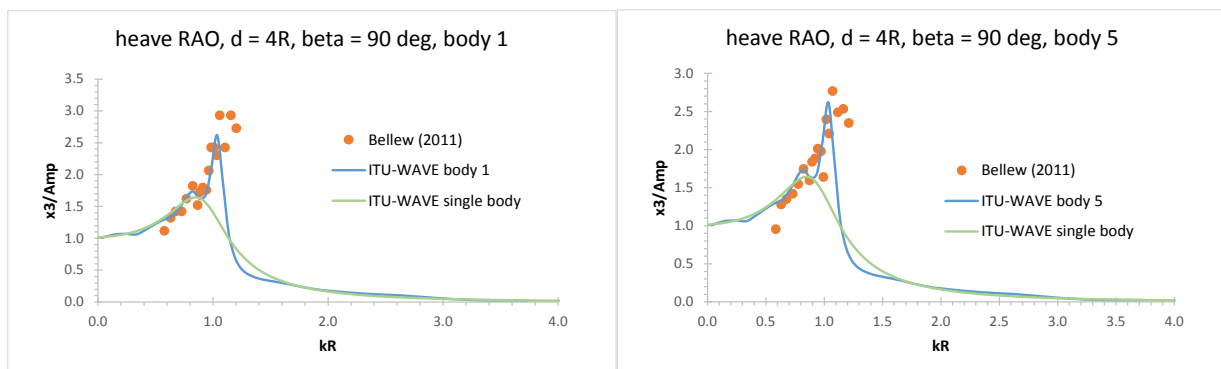 heave RAO, d = 4R, beta = 90 deg, body 1
3.5
3.0
2.5
2.0
1.5
1.0
0.5
0.0
x3/Amp
Bellew (2011)
ITU-WAVE body 1
ITU-WAVE single body
0.0 1.0 2.0 3.0 4.0
kR
heave RAO, d = 4R, beta = 90 deg, body 5
3.0
2.5
2.0
1.5
1.0
0.5
0.0
x3/Amp
Bellew (2011)
ITU-WAVE body 5
ITU-WAVE single body
0.0 0.5 1.0 1.5 2.0 2.5 3.0 3.5 4.0
kR